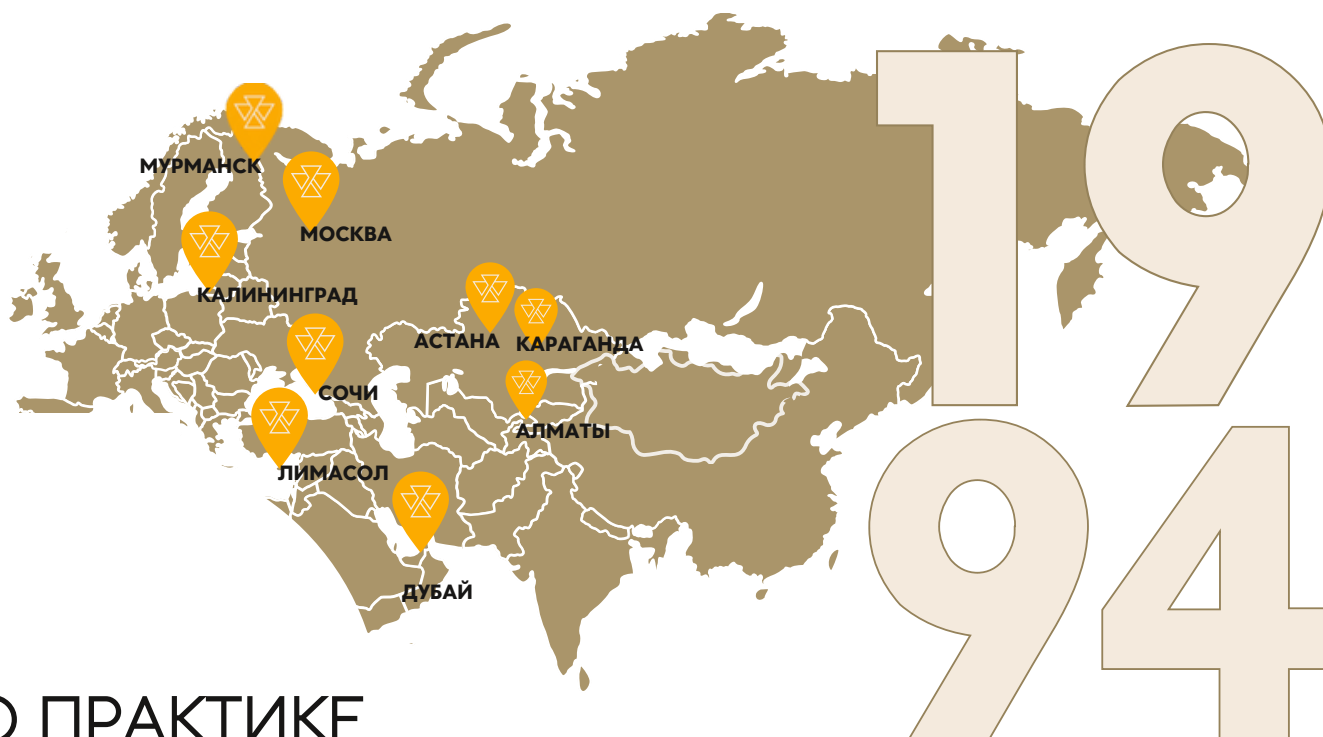 19
МУРМАНСК
МОСКВА
КАЛИНИНГРАД
АСТАНА
КАРАГАНДА
СОЧИ
АЛМАТЫ
94
ЛИМАСОЛ
ДУБАЙ
О ПРАКТИКЕ